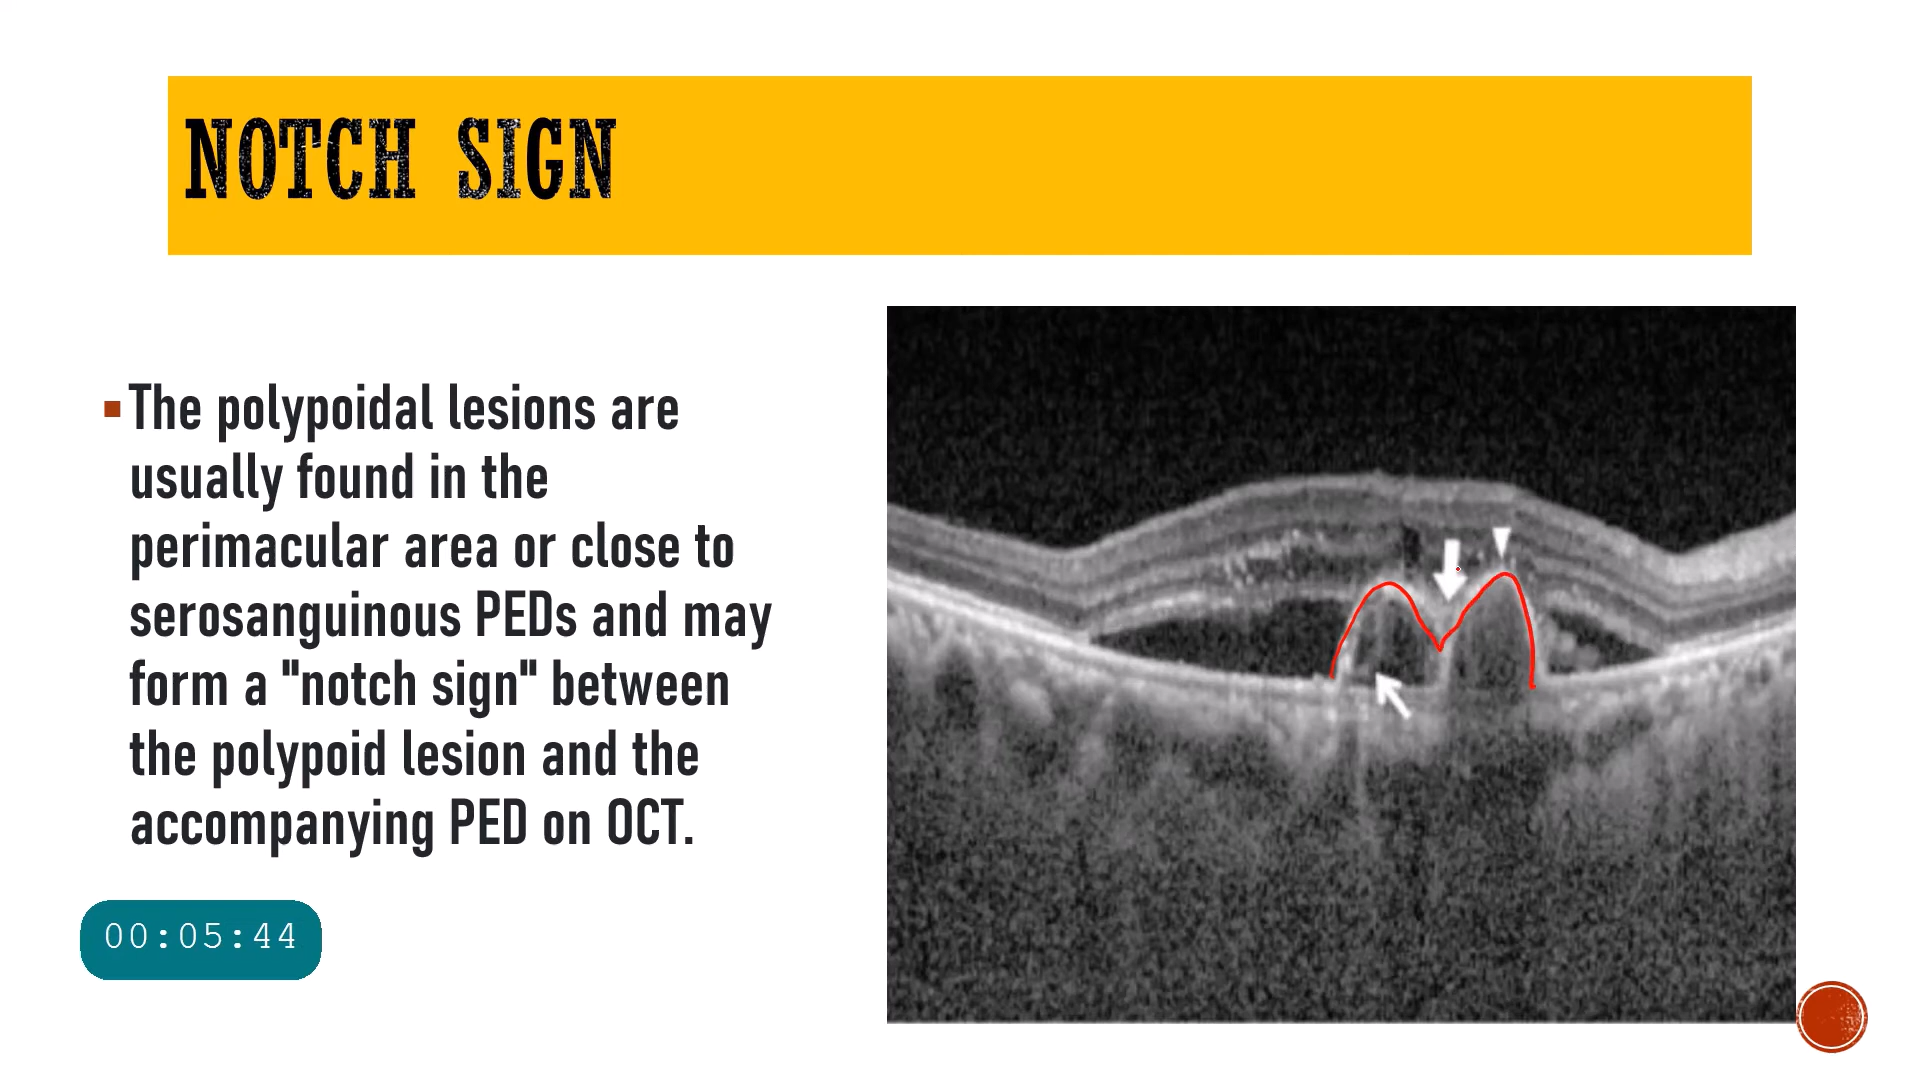 NOTCH SIGN
The polypoidal lesions are
usually found in the
perimacular area or close to
serosanguinous PEDs and may
form a "notch sign" between
the polypoid lesion and the
accompanying PED on OCT.
00:05:44